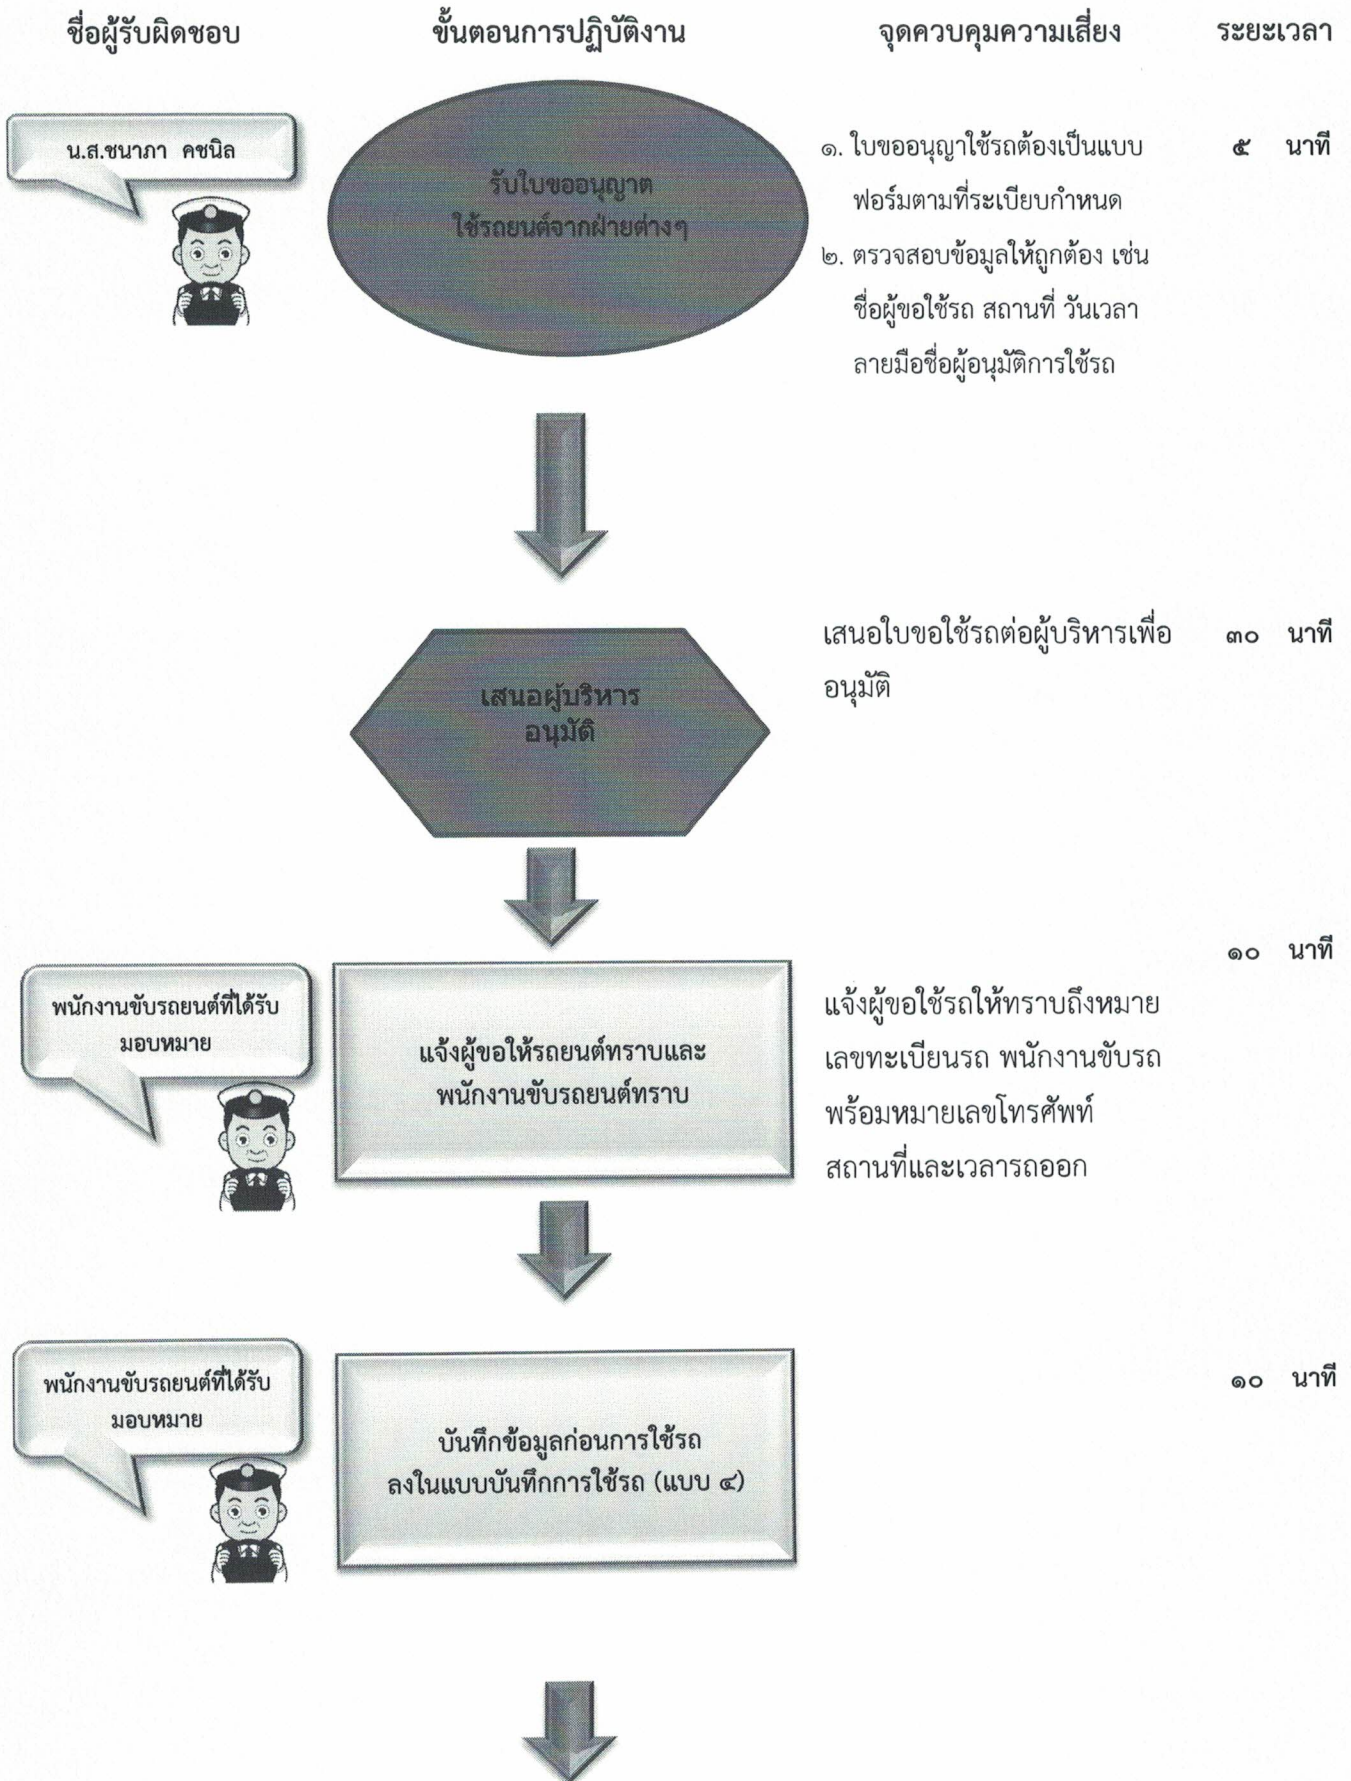 ชื่อผู้รับผิดชอบ ขั้นตอนการปฏิบัติงาน จุดควบคุมความเสี่ยง ระยะเวลา
น.ส.ชนาภา คชนิล
รับใบขออนุญาต
ใช้รถยนต์จากฝ่ายต่างๆ
๑. ใบขออนุญาใช้รถต้องเป็นแบบ
ฟอร์มตามที่ระเบียบกำหนด
๒. ตรวจสอบข้อมูลให้ถูกต้อง เช่น
ชื่อผู้ขอใช้รถ สถานที่ วันเวลา
ลายมือชื่อผู้อนุมัติการใช้รถ
๕ นาที
เสนอผู้บริหาร
อนุมัติ
เสนอใบขอใช้รถต่อผู้บริหารเพื่อ
อนุมัติ
๓๐ นาที
พนักงานขับรถยนต์ที่ได้รับ
มอบหมาย
แจ้งผู้ขอให้รถยนต์ทราบและ
พนักงานขับรถยนต์ทราบ
แจ้งผู้ขอใช้รถให้ทราบถึงหมาย
เลขทะเบียนรถ พนักงานขับรถ
พร้อมหมายเลขโทรศัพท์
สถานที่และเวลารถออก
๑๐ นาที
พนักงานขับรถยนต์ที่ได้รับ
มอบหมาย
บันทึกข้อมูลก่อนการใช้รถ
ลงในแบบบันทึกการใช้รถ (แบบ ๔)
๑๐ นาที